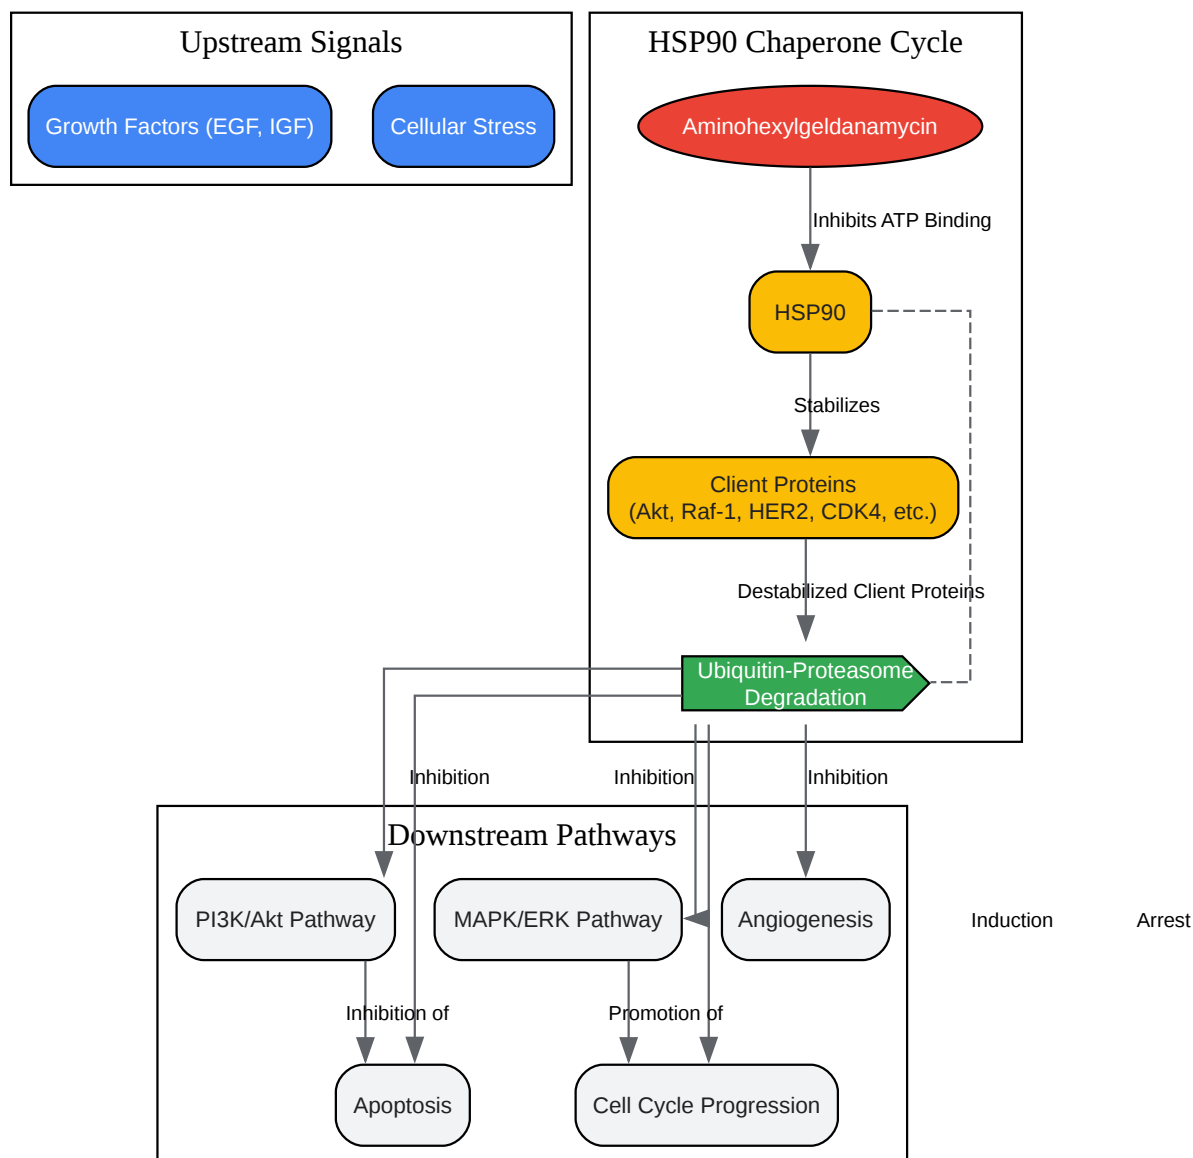 Upstream Signals
Growth Factors (EGF, IGF)
Cellular Stress
HSP90 Chaperone Cycle
Aminohexylgeldanamycin
Inhibits ATP Binding
HSP90
Stabilizes
Client Proteins
(Akt, Raf-1, HER2, CDK4, etc.)
Destabilized Client Proteins
Ubiquitin-Proteasome
Degradation
Inhibition
Inhibition
Inhibition
Downstream Pathways
PI3K/Akt Pathway
MAPK/ERK Pathway
Angiogenesis
Induction
Arrest
Inhibition of
Promotion of
Apoptosis
Cell Cycle Progression